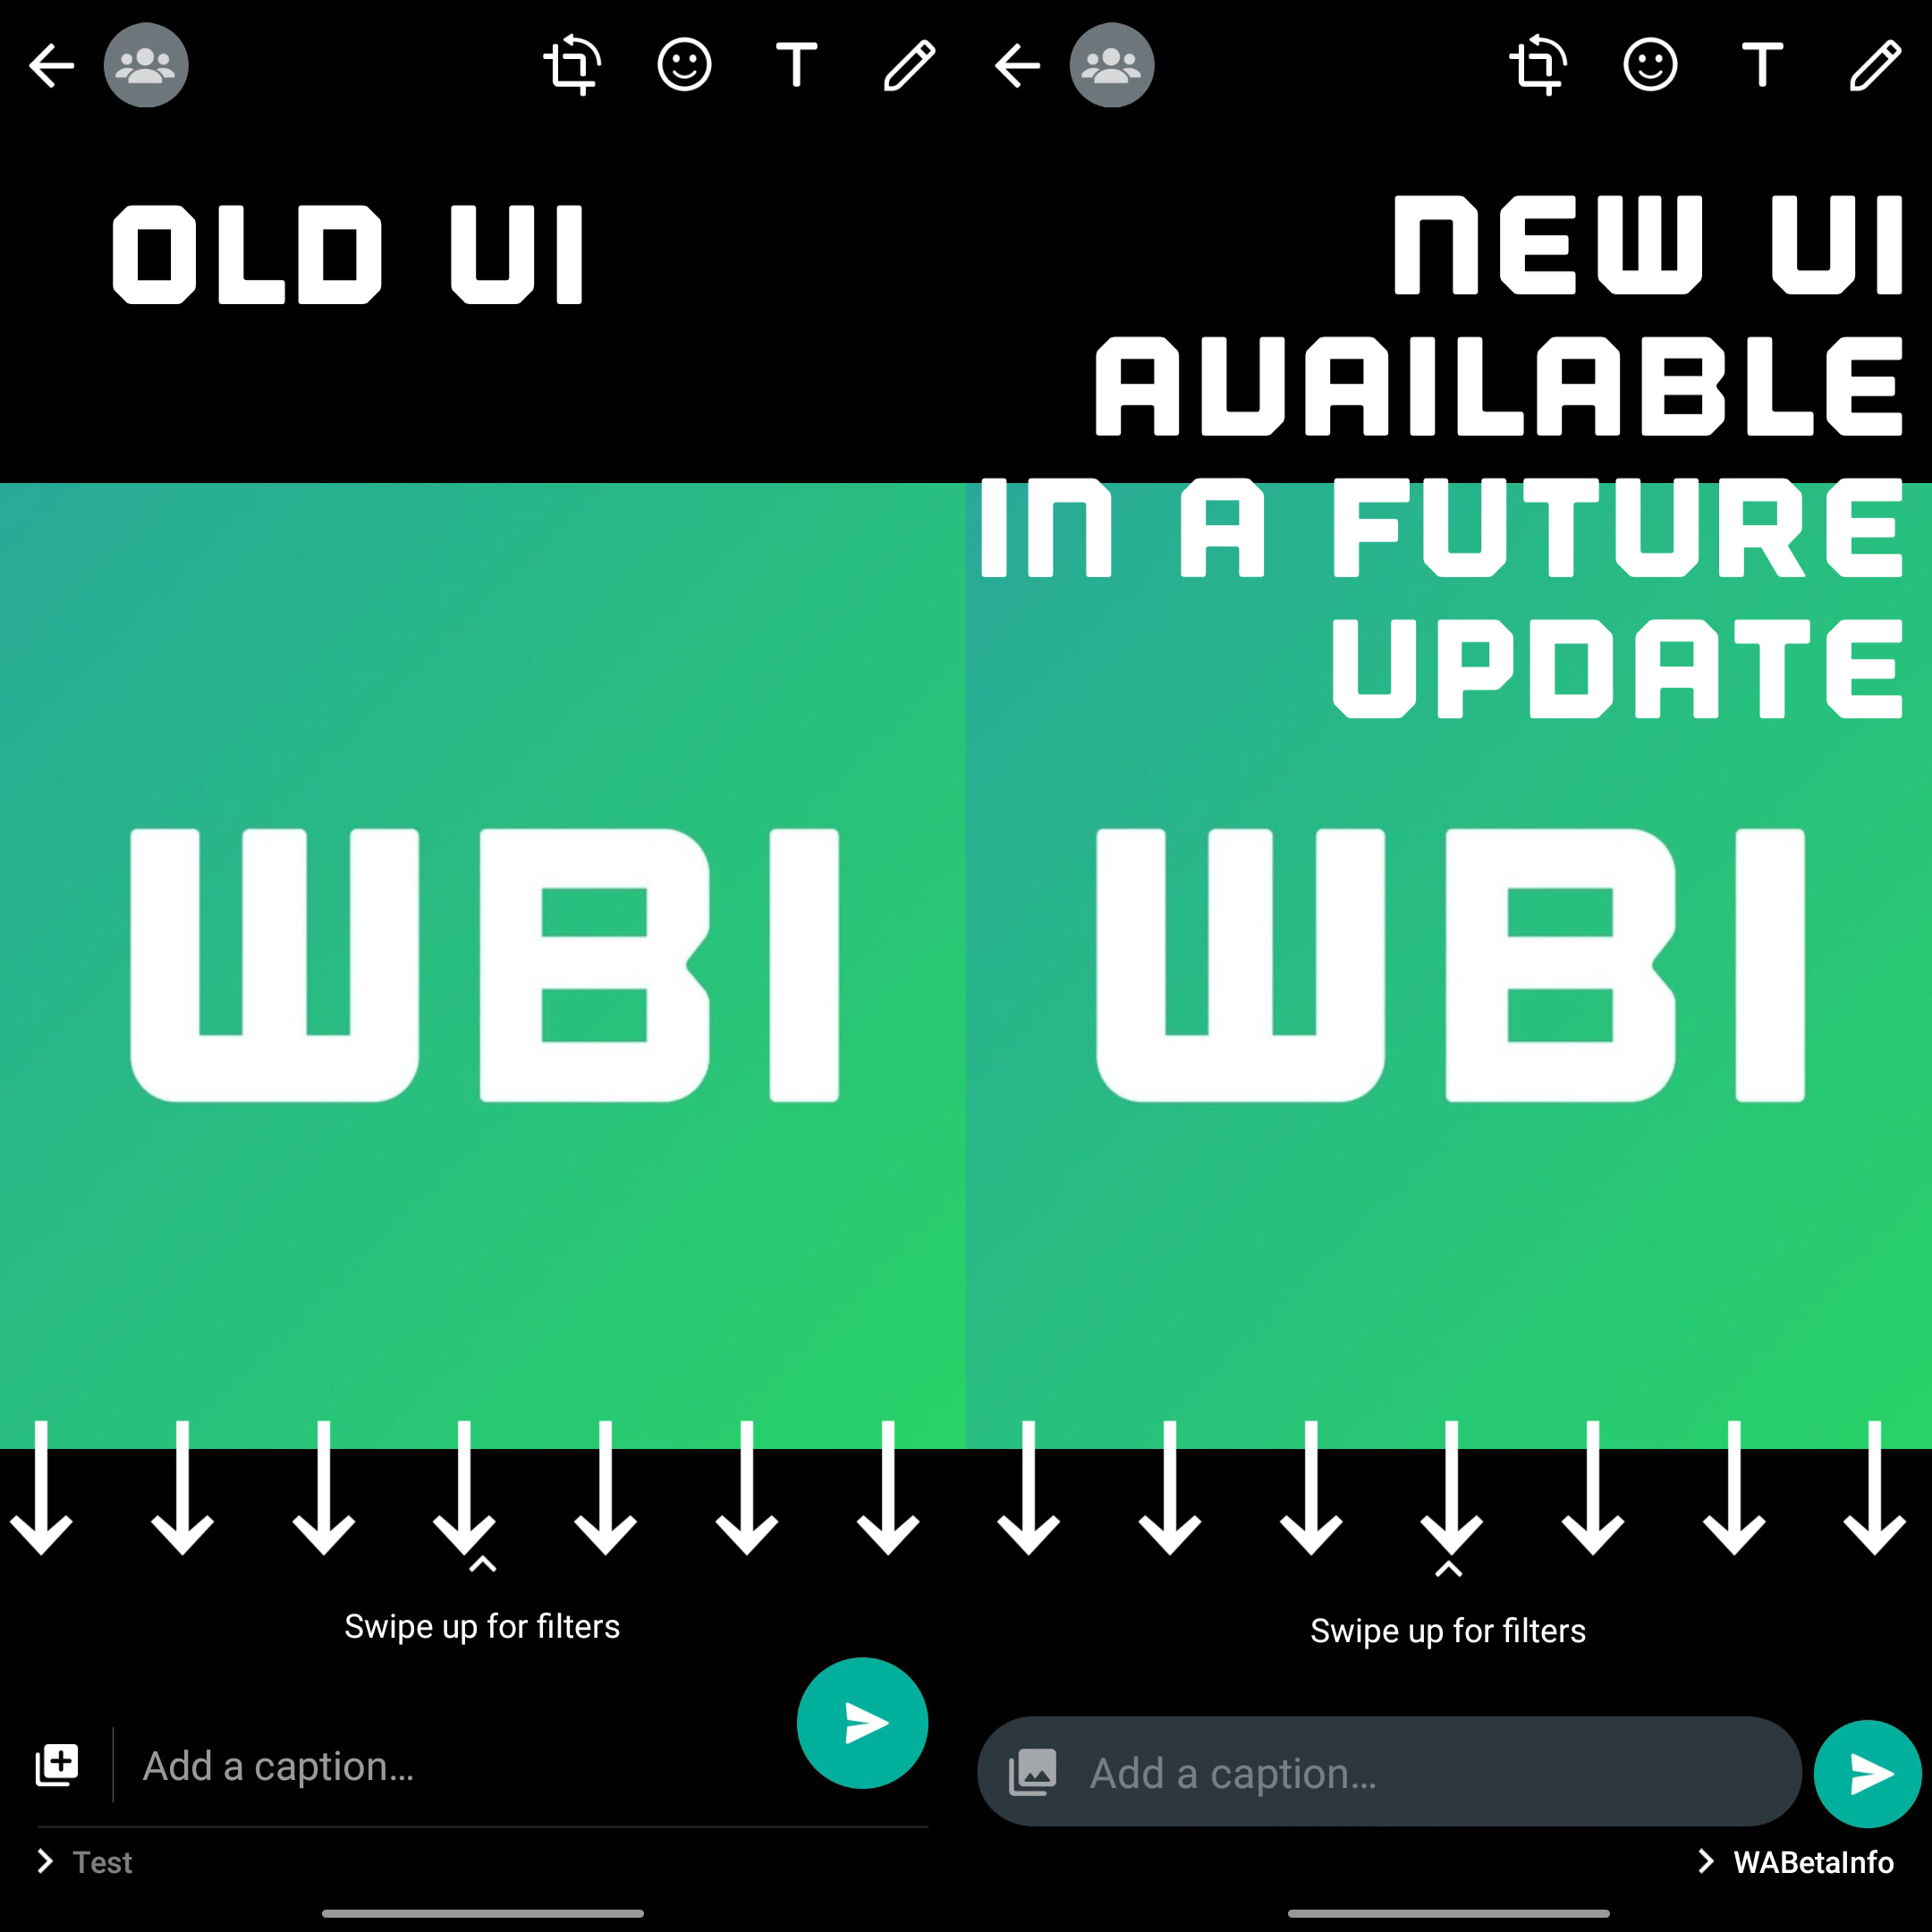 OLD UI
WBI
Swipe up for filters
Add a caption...
Test
NEW UI
AVAILABLE
IN A FUTURE
UPDATE
WBI
Swipe up for filters
Add a caption...
WABetaInfo